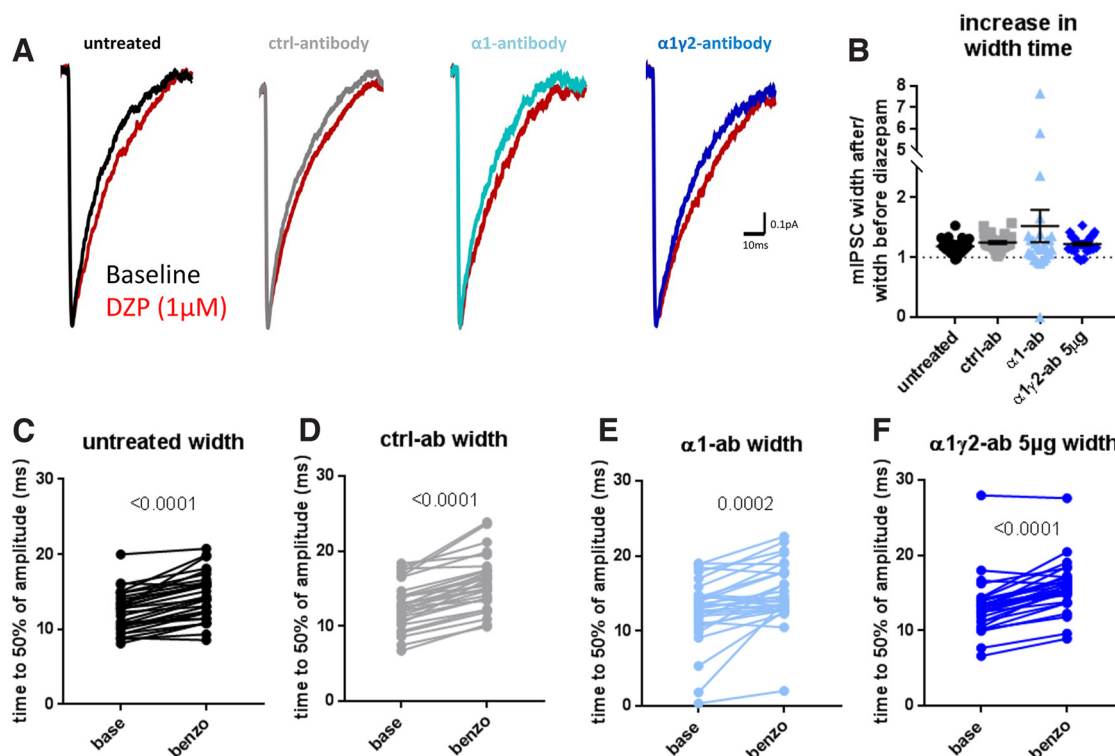 A
untreated
ctrl-antibody
α1-antibody
α1γ2-antibody
Baseline
DZP (1μM)
0.1pA
10ms
B
increase in
width time
mIPSC width after/
witdh before diazepam
8
7
6
5
2
1
0
untreated
ctrl-ab
α1-ab
α1γ2-ab 5μg
C
untreated width
time to 50% of amplitude (ms)
30
20
10
0
<0.0001
base
benzo
D
ctrl-ab width
time to 50% of amplitude (ms)
30
20
10
0
<0.0001
base
benzo
E
α1-ab width
time to 50% of amplitude (ms)
30
20
10
0
0.0002
base
benzo
F
α1γ2-ab 5μg width
time to 50% of amplitude (ms)
30
20
10
0
<0.0001
base
benzo